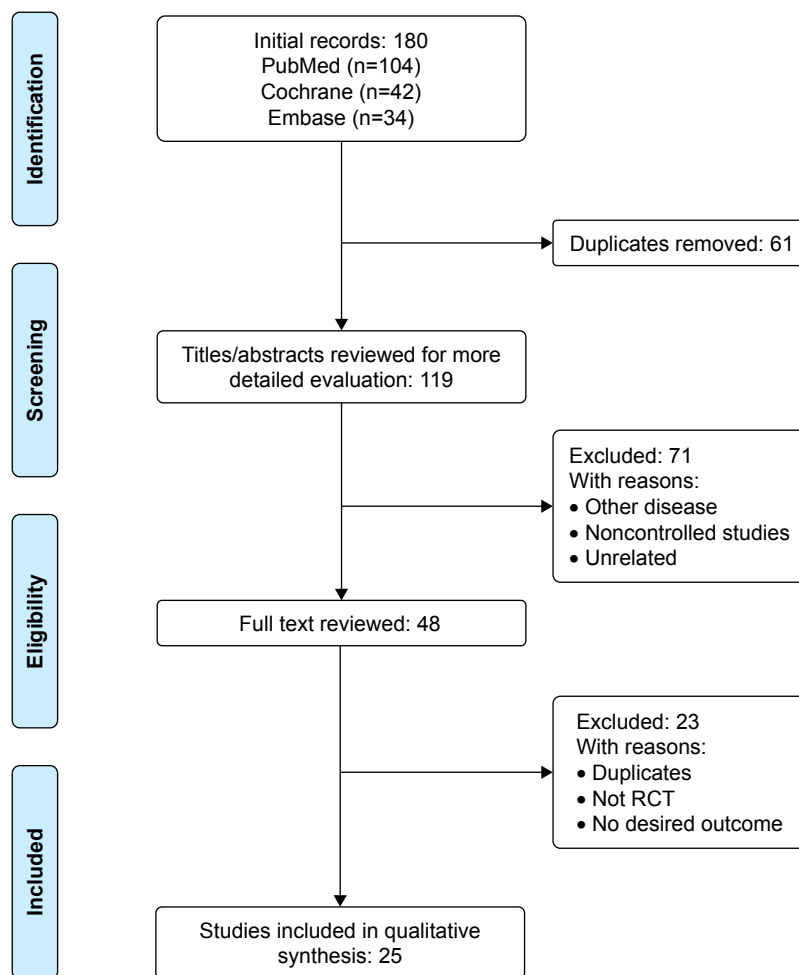 Identification
Initial records: 180
PubMed (n=104)
Cochrane (n=42)
Embase (n=34)
Duplicates removed: 61
Screening
Titles/abstracts reviewed for more
detailed evaluation: 119
Excluded: 71
With reasons:
• Other disease
• Noncontrolled studies
• Unrelated
Eligibility
Full text reviewed: 48
Excluded: 23
With reasons:
• Duplicates
• Not RCT
• No desired outcome
Included
Studies included in qualitative
synthesis: 25